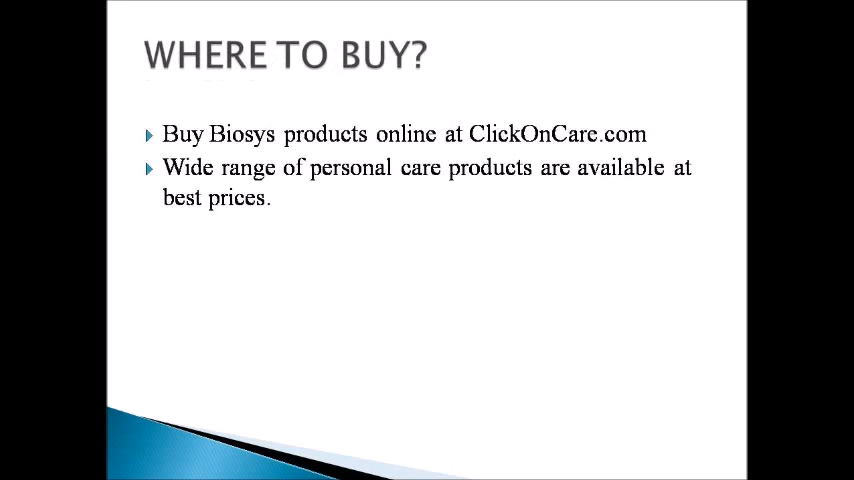 WHERE TO BUY?
Buy Biosys products online at ClickOnCare.com
Wide range of personal care products are available at
best prices.